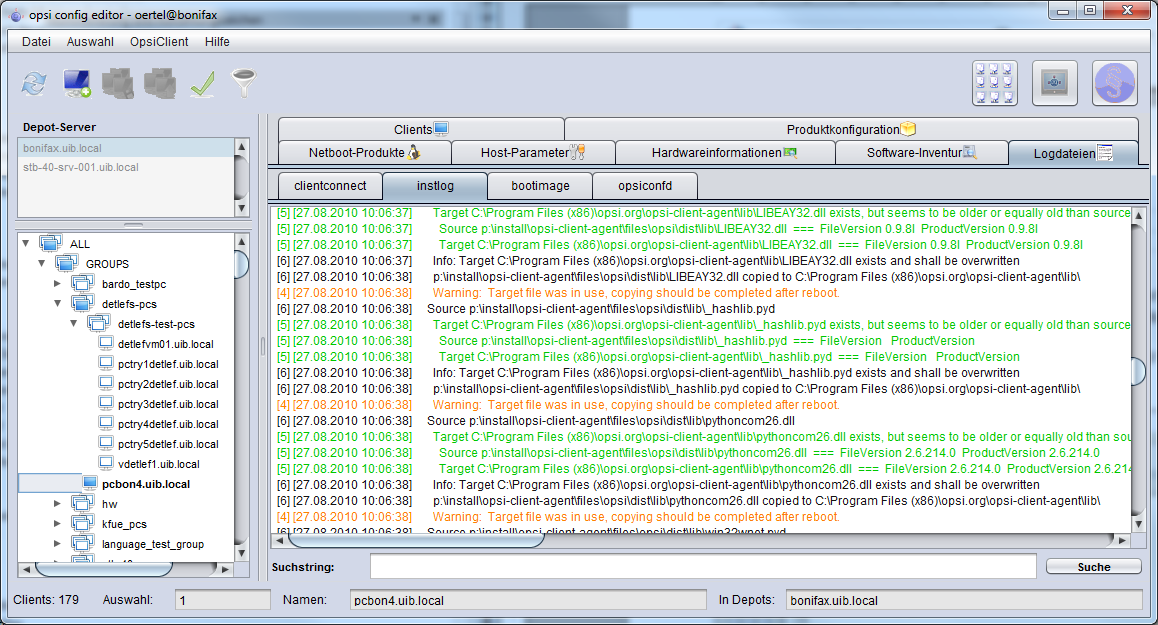 opsi config editor - oertel@bonifax
Datei Auswahl OpsiClient Hilfe
Depot-Server
bonifax.uib.local
stb-40-srv-001.uib.local
ALL
GROUPS
bardo_testpc
detlefs-pcs
detlefs-test-pcs
detlefvm01.uib.local
pctry1detlef.uib.local
pctry2detlef.uib.local
pctry3detlef.uib.local
pctry4detlef.uib.local
pctry5detlef.uib.local
vdetlef1.uib.local
pcbon4.uib.local
hw
kfue_pcs
language_test_group
Clients Produktkonfiguration
Netboot-Produkte Host-Parameter Hardwareinformationen Software-Inventur Logdateien
clientconnect instlog bootimage opsiconfd
[5] [27.08.2010 10:06:37] Target C:\Program Files (x86)\opsi.org\opsi-client-agent\lib\LIBEAY32.dll exists, but seems to be older or equally old than source
[6] [27.08.2010 10:06:37] Source p:\install\opsi-client-agent\files\opsi\dist\lib\LIBEAY32.dll === FileVersion 0.9.8l ProductVersion 0.9.8l
[5] [27.08.2010 10:06:37] Target C:\Program Files (x86)\opsi.org\opsi-client-agent\lib\LIBEAY32.dll === FileVersion 0.9.8l ProductVersion 0.9.8l
[6] [27.08.2010 10:06:37] Info: Target C:\Program Files (x86)\opsi.org\opsi-client-agent\lib\LIBEAY32.dll exists and shall be overwritten
[6] [27.08.2010 10:06:38] p:\install\opsi-client-agent\files\opsi\dist\lib\LIBEAY32.dll copied to C:\Program Files (x86)\opsi.org\opsi-client-agent\lib\
[4] [27.08.2010 10:06:38] Warning: Target file was in use, copying should be completed after reboot.
[6] [27.08.2010 10:06:38] Source p:\install\opsi-client-agent\files\opsi\dist\lib\_hashlib.pyd
[5] [27.08.2010 10:06:38] Target C:\Program Files (x86)\opsi.org\opsi-client-agent\lib\_hashlib.pyd exists, but seems to be older or equally old than source
[5] [27.08.2010 10:06:38] Source p:\install\opsi-client-agent\files\opsi\dist\lib\_hashlib.pyd === FileVersion ProductVersion
[5] [27.08.2010 10:06:38] Target C:\Program Files (x86)\opsi.org\opsi-client-agent\lib\_hashlib.pyd === FileVersion ProductVersion
[6] [27.08.2010 10:06:38] Info: Target C:\Program Files (x86)\opsi.org\opsi-client-agent\lib\_hashlib.pyd exists and shall be overwritten
[6] [27.08.2010 10:06:38] p:\install\opsi-client-agent\files\opsi\dist\lib\_hashlib.pyd copied to C:\Program Files (x86)\opsi.org\opsi-client-agent\lib\
[4] [27.08.2010 10:06:38] Warning: Target file was in use, copying should be completed after reboot.
[6] [27.08.2010 10:06:38] Source p:\install\opsi-client-agent\files\opsi\dist\lib\pythoncom26.dll
[5] [27.08.2010 10:06:38] Target C:\Program Files (x86)\opsi.org\opsi-client-agent\lib\pythoncom26.dll exists, but seems to be older or equally old than sou
[5] [27.08.2010 10:06:38] Source p:\install\opsi-client-agent\files\opsi\dist\lib\pythoncom26.dll === FileVersion 2.6.214.0 ProductVersion 2.6.214.0
[5] [27.08.2010 10:06:38] Target C:\Program Files (x86)\opsi.org\opsi-client-agent\lib\pythoncom26.dll === FileVersion 2.6.214.0 ProductVersion 2.6.214
[6] [27.08.2010 10:06:38] Info: Target C:\Program Files (x86)\opsi.org\opsi-client-agent\lib\pythoncom26.dll exists and shall be overwritten
[6] [27.08.2010 10:06:38] p:\install\opsi-client-agent\files\opsi\dist\lib\pythoncom26.dll copied to C:\Program Files (x86)\opsi.org\opsi-client-agent\lib\
[4] [27.08.2010 10:06:38] Warning: Target file was in use, copying should be completed after reboot.
[6] [27.08.2010 10:06:38] Source p:\install\opsi-client-agent\files\opsi\dist\lib\win32wnet.pyd
Suchstring: Suche
Clients: 179 Auswahl: 1 Namen: pcbon4.uib.local In Depots: bonifax.uib.local